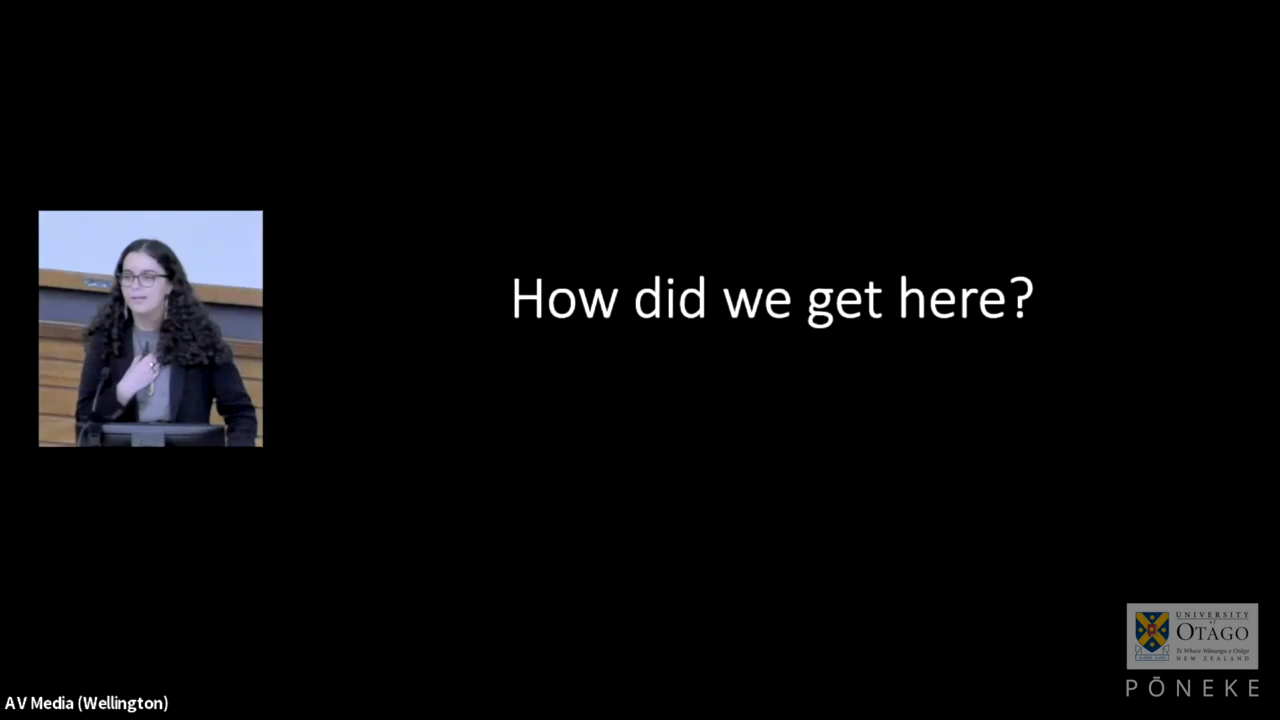 How did we get here?
UNIVERSITY
of
OTAGO
Te Whare Wānanga o Otāgo
NEW ZEALAND
PŌNEKE
AV Media (Wellington)